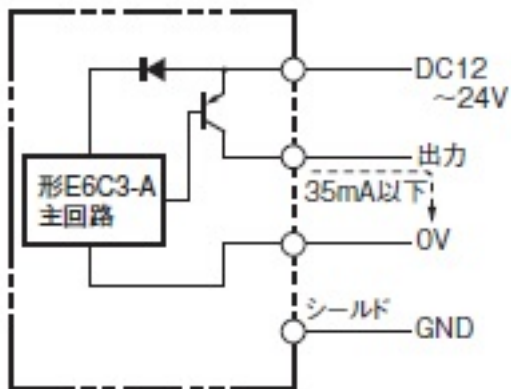 DC12
～24V
出力
形E6C3-A
主回路
35mA以下
0V
シールド
GND